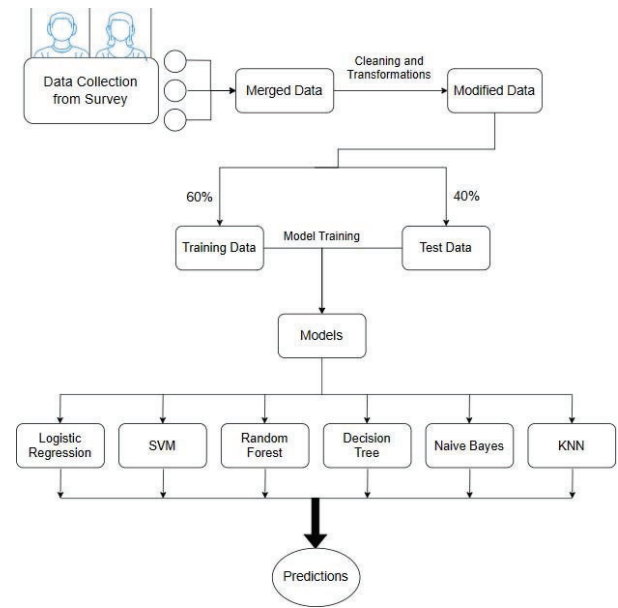 Data Collection
from Survey
Merged Data
Cleaning and
Transformations
Modified Data
60%
40%
Training Data
Model Training
Test Data
Models
Logistic
Regression
SVM
Random
Forest
Decision
Tree
Naive Bayes
KNN
Predictions